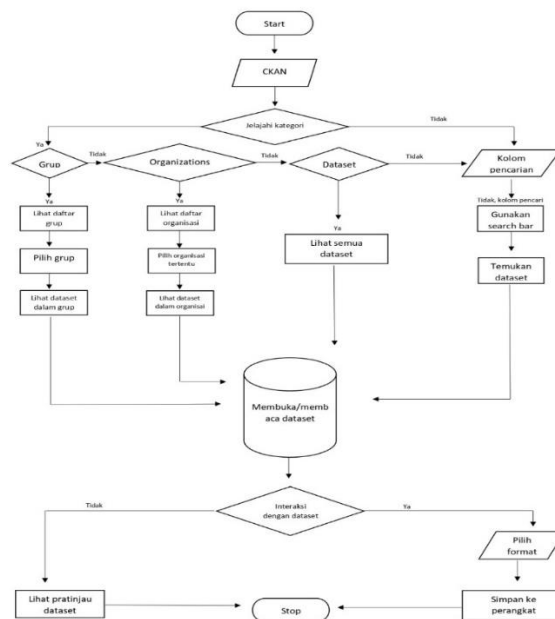 Start
CKAN
Jelajahi kategori
Ya
Tidak
Grup
Tidak
Organizations
Tidak
Dataset
Tidak
Kolom
pencarian
Ya
Ya
Ya
Tidak, kolom pencari
Lihat daftar
grup
Lihat daftar
organisasi
Lihat semua
dataset
Gunakan
search bar
Pilih grup
Pilih organisasi
tertentu
Temukan
dataset
Lihat dataset
dalam grup
Lihat dataset
dalam organisai
Membuka/memb
aca dataset
Interaksi
dengan dataset
Tidak
Ya
Pilih
format
Lihat pratinjau
dataset
Stop
Simpan ke
perangkat